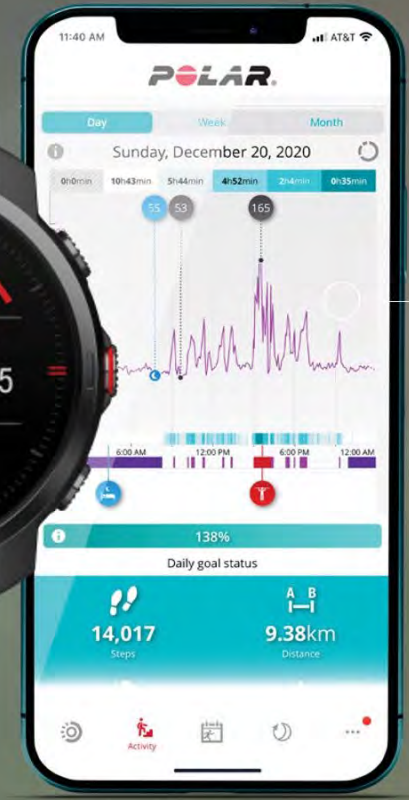 11:40 AM AT&T
POLAR.
Day Week Month
Sunday, December 20, 2020
0h0min 10h43min 5h44min 4h52min 2h4min 0h35min
55 53 165
5
6:00 AM 12:00 PM 6:00 PM 12:00 AM
138%
Daily goal status
A B
14,017 9.38km
Steps Distance
Activity